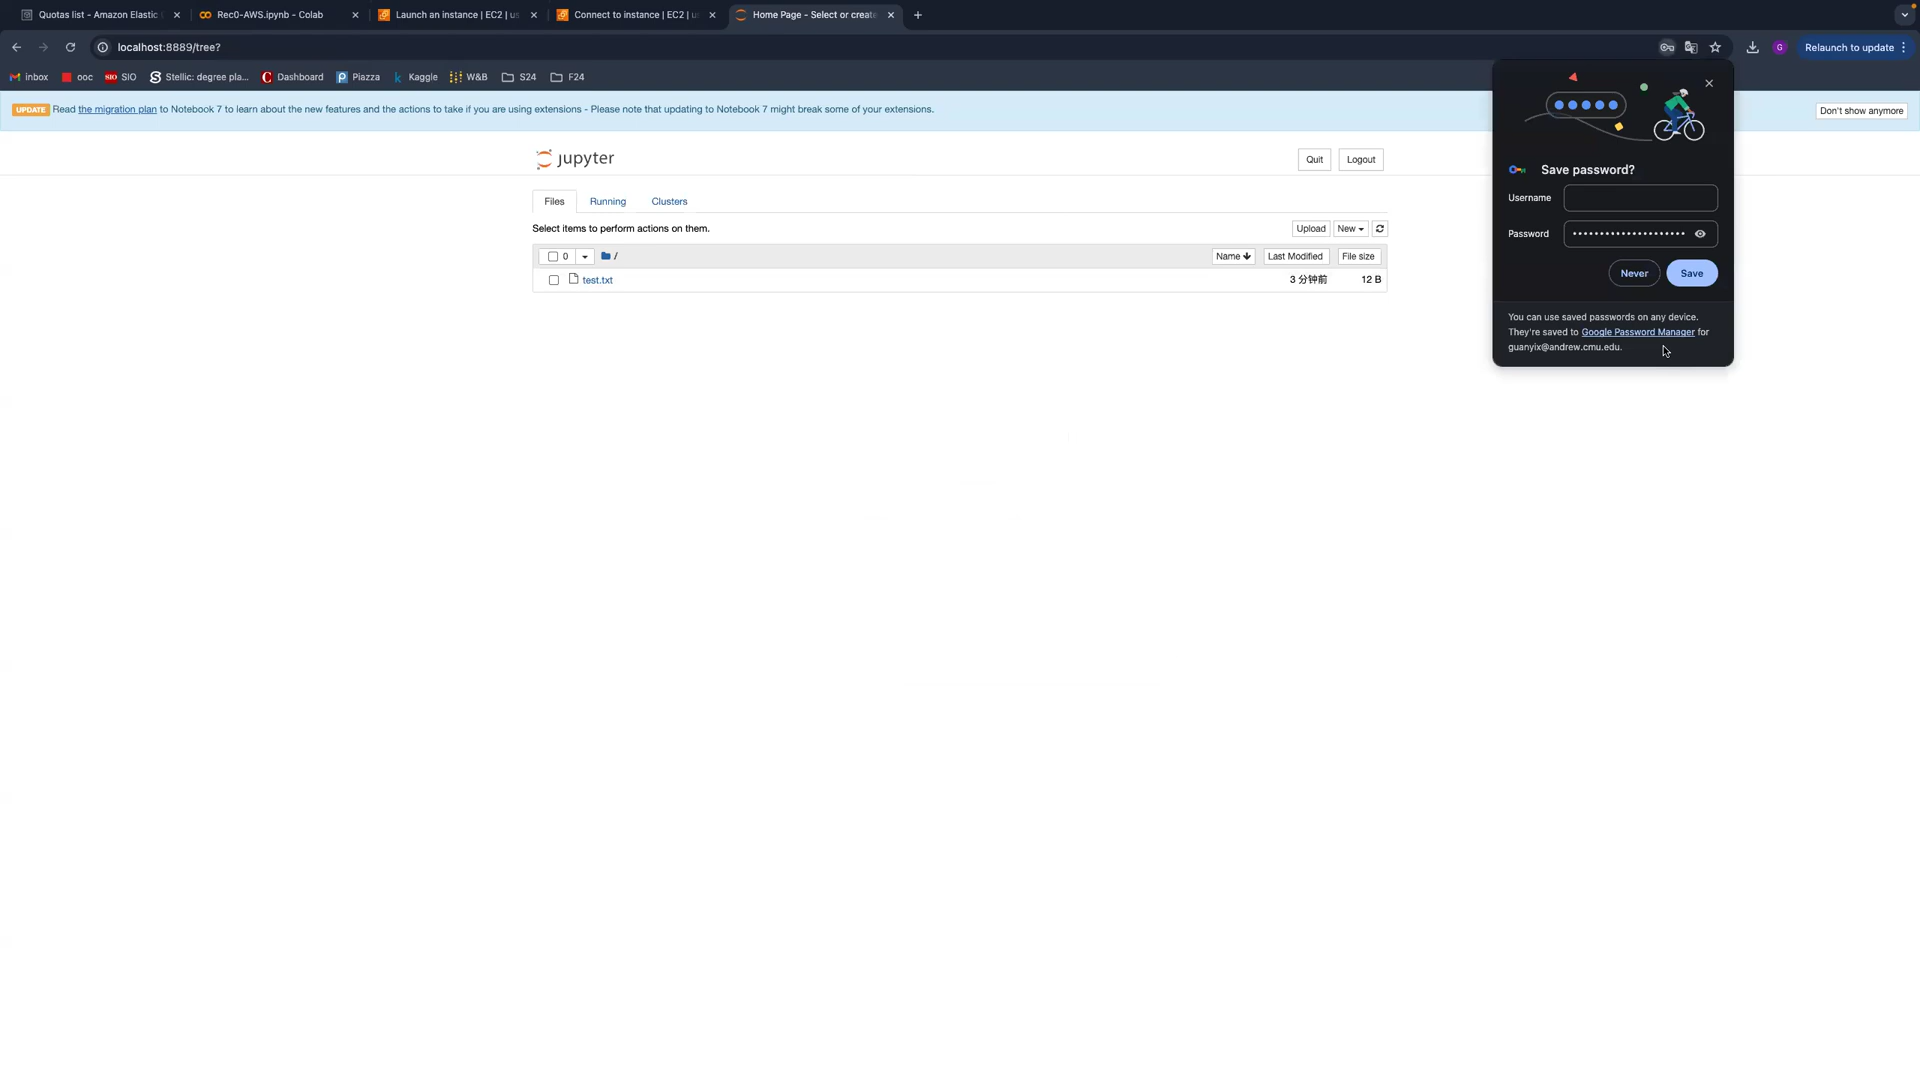 Quotas list - Amazon Elastic
Rec0-AWS.ipynb - Colab
Launch an instance | EC2 | us
Connect to instance | EC2 | u
Home Page - Select or create
localhost:8889/tree?
Relaunch to update
G
inbox
ooc
SIO SIO
Stellic: degree pla...
Dashboard
Piazza
Kaggle
W&B
S24
F24
UPDATE Read the migration plan to Notebook 7 to learn about the new features and the actions to take if you are using extensions - Please note that updating to Notebook 7 might break some of your extensions.
Don't show anymore
jupyter
Quit
Logout
Files
Running
Clusters
Select items to perform actions on them.
Upload
New
0
/
Name
Last Modified
File size
test.txt
3 分钟前
12 B
Save password?
Username
Password
Never
Save
You can use saved passwords on any device.
They're saved to Google Password Manager for
guanyix@andrew.cmu.edu.